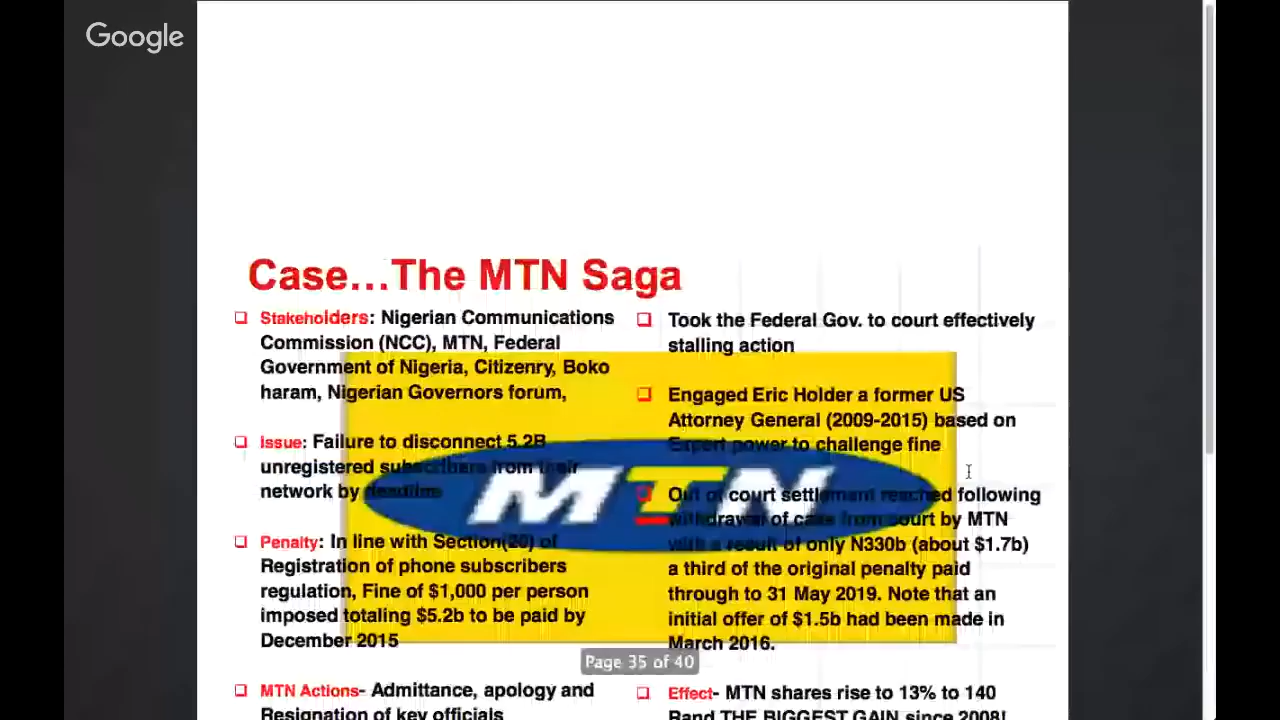 Google
Case...The MTN Saga
Stakeholders: Nigerian Communications
Commission (NCC), MTN, Federal
Government of Nigeria, Citizenry, Boko
haram, Nigerian Governors forum,
Issue: Failure to disconnect 5.2B
unregistered subscribers from their
network by deadline
Penalty: In line with Section(20) of
Registration of phone subscribers
regulation, Fine of $1,000 per person
imposed totaling $5.2b to be paid by
December 2015
MTN Actions- Admittance, apology and
Resignation of key officials
Took the Federal Gov. to court effectively
stalling action
Engaged Eric Holder a former US
Attorney General (2009-2015) based on
Expert power to challenge fine
Out of court settlement reached following
withdrawal of case from court by MTN
with a result of only N330b (about $1.7b)
a third of the original penalty paid
through to 31 May 2019. Note that an
initial offer of $1.5b had been made in
March 2016.
Effect- MTN shares rise to 13% to 140
Rand THE BIGGEST GAIN since 2008!
MTN
Page 35 of 40